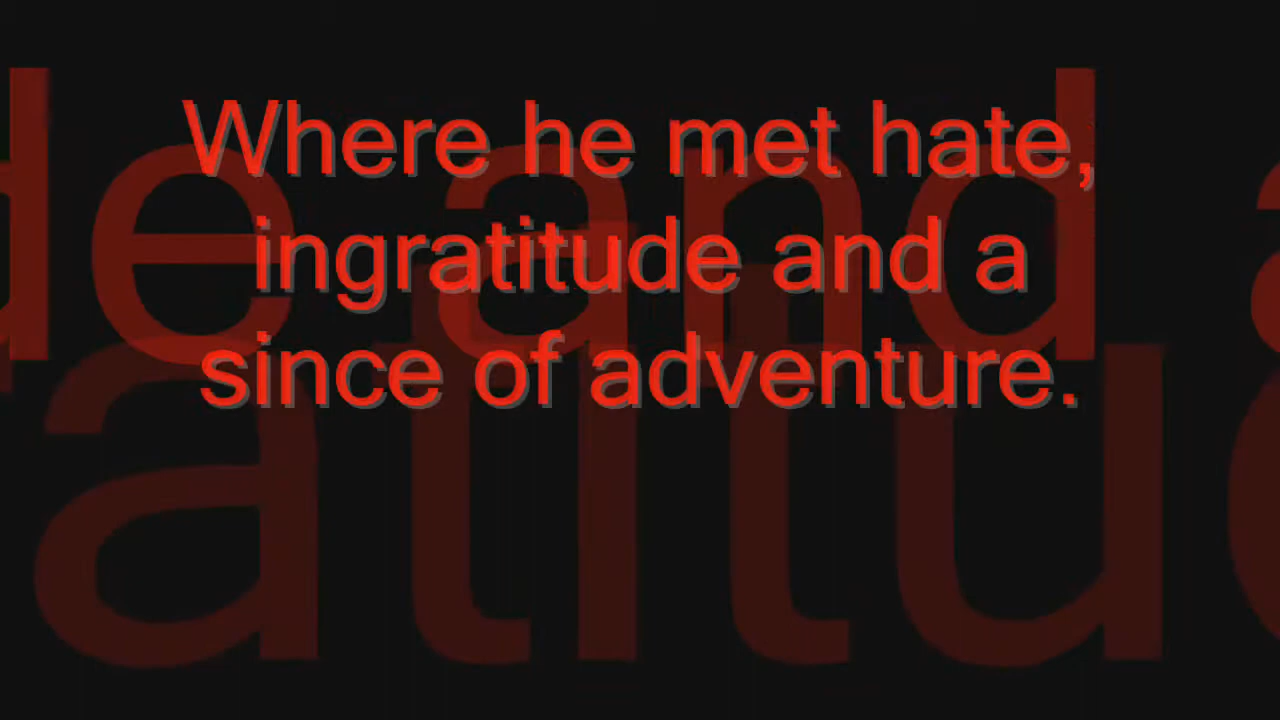 Where he met hate,
ingratitude and a
since of adventure.